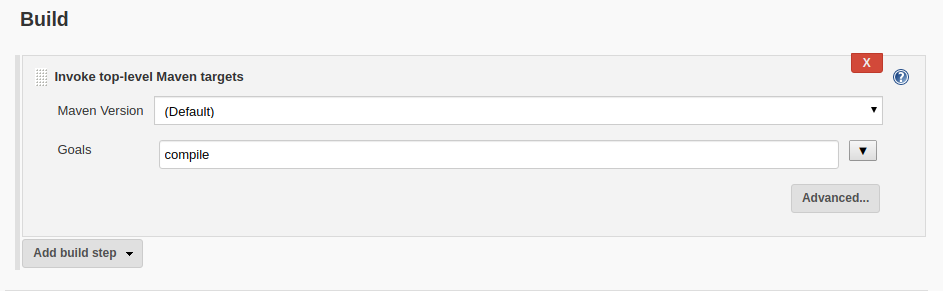 Build
X
Invoke top-level Maven targets
?
Maven Version
(Default)
Goals
compile
Advanced...
Add build step